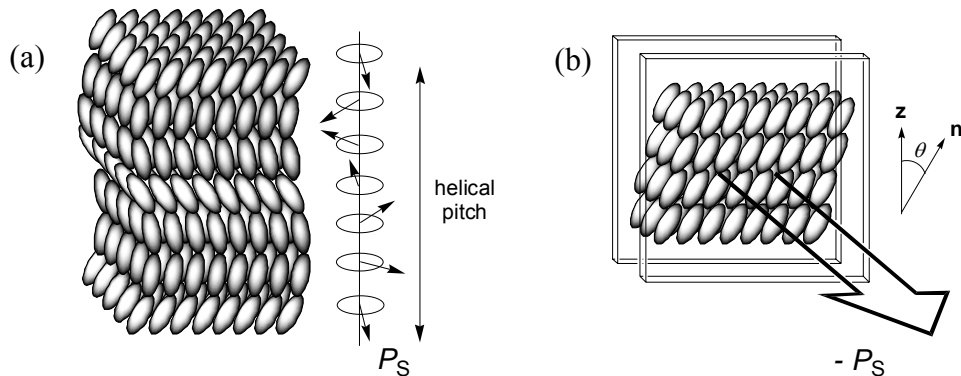 (a)
helical
pitch
P_S
(b)
z
n
θ
- P_S